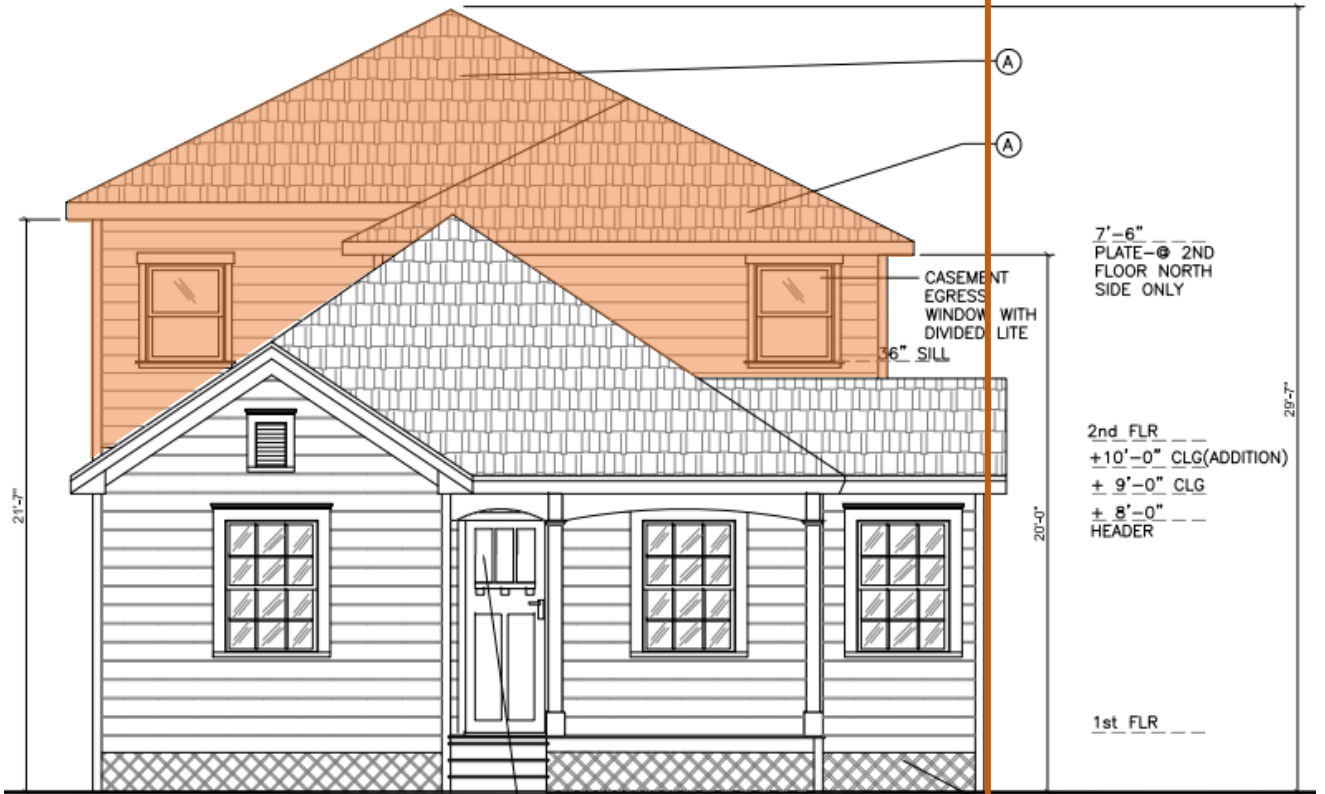 A
A
7'-6"
PLATE-@ 2ND
FLOOR NORTH
SIDE ONLY
CASEMENT
EGRESS
WINDOW WITH
DIVIDED LITE
36" SILL
29'-7"
2nd FLR
+10'-0" CLG(ADDITION)
+ 9'-0" CLG
+ 8'-0"
HEADER
21'-7"
20'-0"
1st FLR